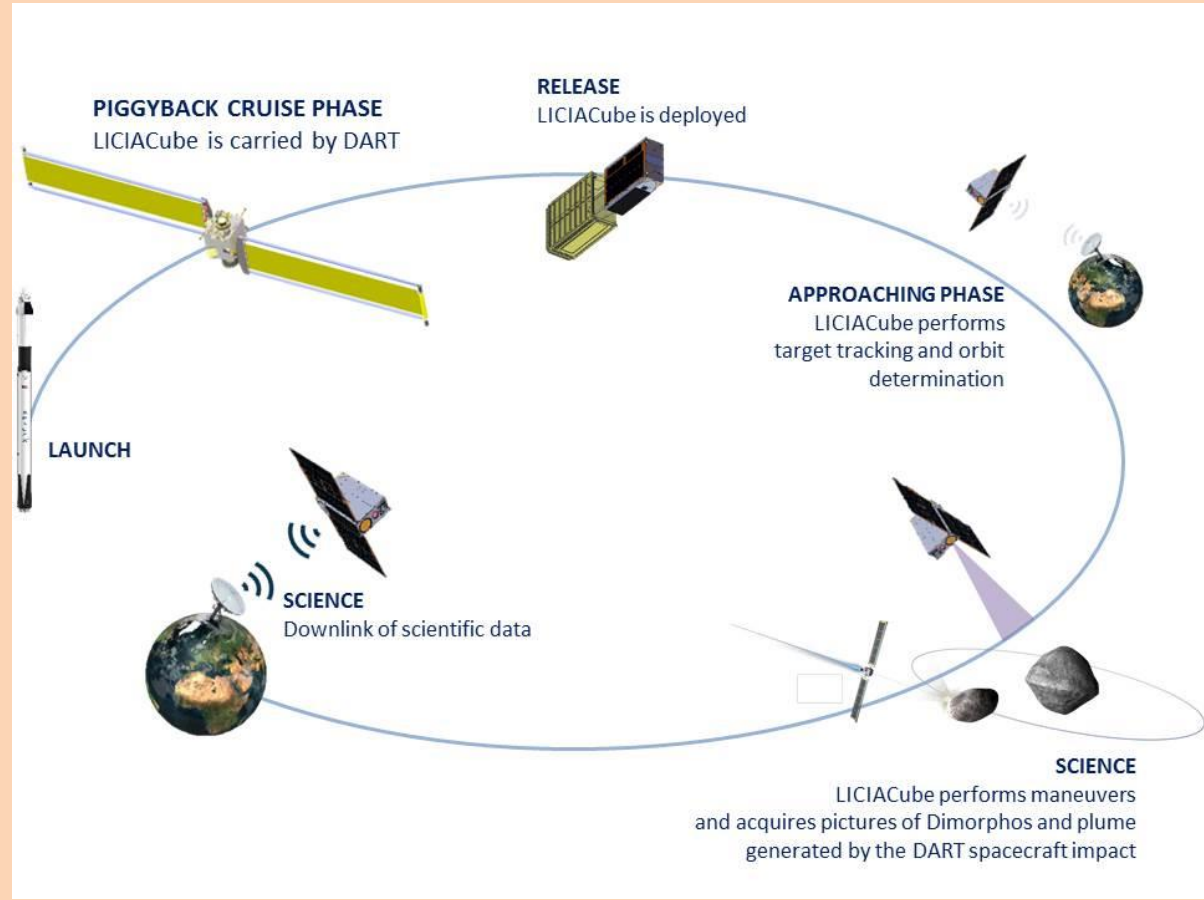 PIGGYBACK CRUISE PHASE
LICIACube is carried by DART
RELEASE
LICIACube is deployed
APPROACHING PHASE
LICIACube performs
target tracking and orbit
determination
LAUNCH
SCIENCE
Downlink of scientific data
SCIENCE
LICIACube performs maneuvers
and acquires pictures of Dimorphos and plume
generated by the DART spacecraft impact